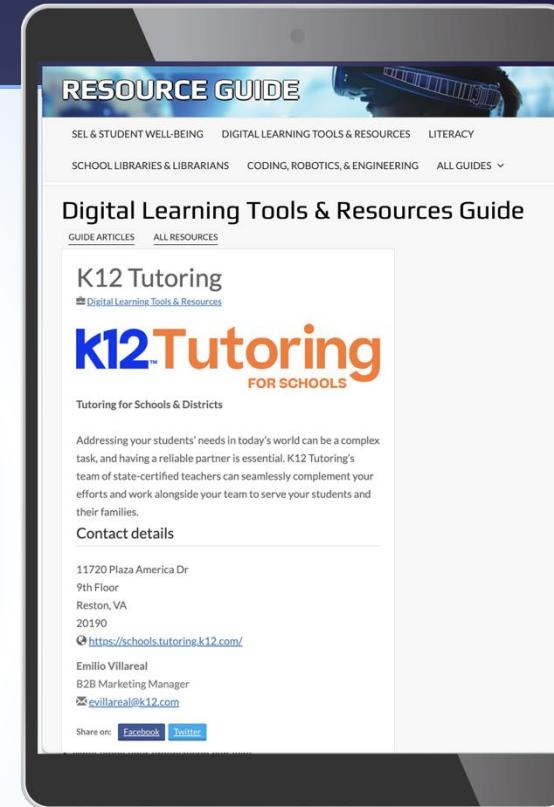 RESOURCE GUIDE
SEL & STUDENT WELL-BEING DIGITAL LEARNING TOOLS & RESOURCES LITERACY
SCHOOL LIBRARIES & LIBRARIANS CODING, ROBOTICS, & ENGINEERING ALL GUIDES
Digital Learning Tools & Resources Guide
GUIDE ARTICLES ALL RESOURCES
K12 Tutoring
Digital Learning Tools & Resources
K12™ Tutoring
FOR SCHOOLS
Tutoring for Schools & Districts
Addressing your students' needs in today's world can be a complex
task, and having a reliable partner is essential. K12 Tutoring's
team of state-certified teachers can seamlessly complement your
efforts and work alongside your team to serve your students and
their families.
Contact details
11720 Plaza America Dr
9th Floor
Reston, VA
20190
https://schools.tutoring.k12.com/
Emilio Villareal
B2B Marketing Manager
evillareal@k12.com
Share on: Facebook Twitter